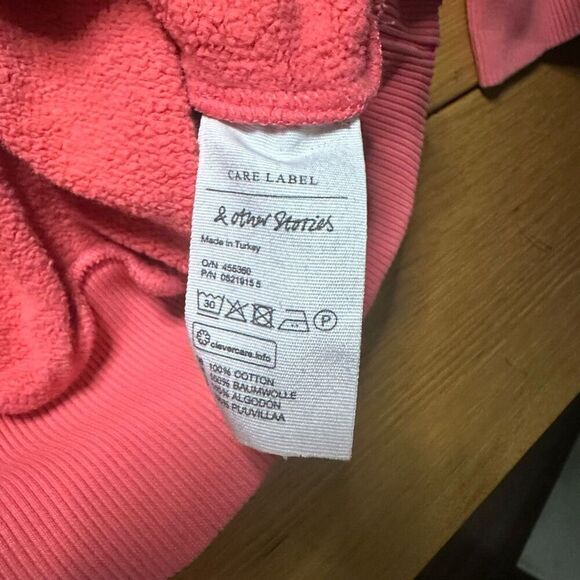 CARE LABEL
& other Stories
Made in Turkey
O/N 455360
P/N 0521915 5
30 P
clevercare.info
100% COTTON
100% BAUMWOLLE
100% ALGODÓN
PUUVILLAA